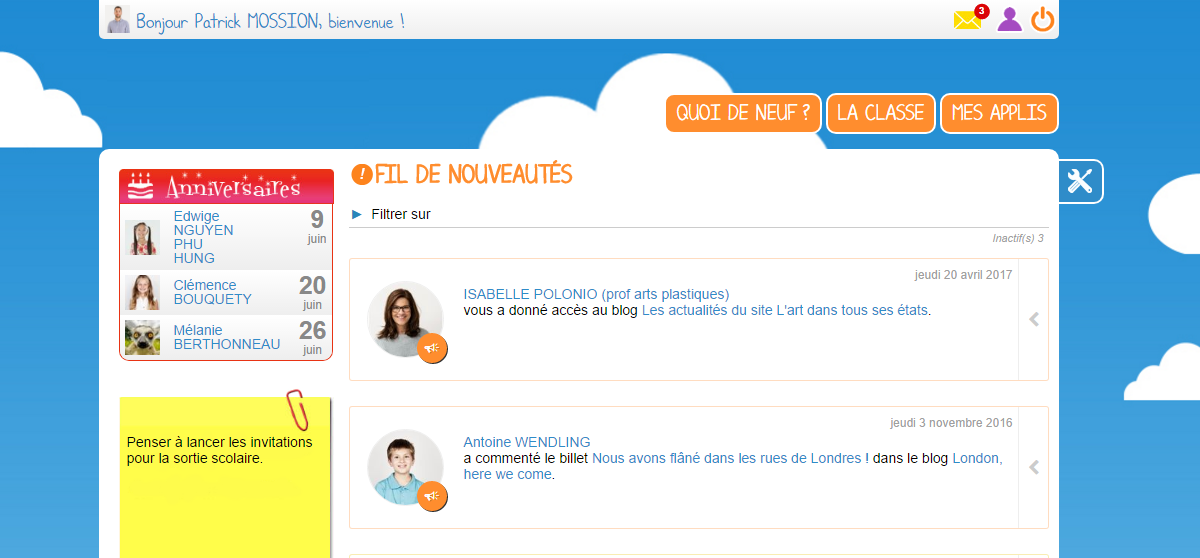 Bonjour Patrick MOSSION, bienvenue !
3
QUOI DE NEUF ?
LA CLASSE
MES APPLIS
Anniversaires
Edwige
NGUYEN
PHU
HUNG
9
juin
Clémence
BOUQUETY
20
juin
Mélanie
BERTHONNEAU
26
juin
Penser à lancer les invitations
pour la sortie scolaire.
! FIL DE NOUVEAUTÉS
Filtrer sur
Inactif(s) 3
jeudi 20 avril 2017
ISABELLE POLONIO (prof arts plastiques)
vous a donné accès au blog Les actualités du site L'art dans tous ses états.
jeudi 3 novembre 2016
Antoine WENDLING
a commenté le billet Nous avons flâné dans les rues de Londres ! dans le blog London,
here we come.